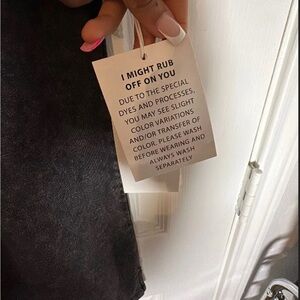 I MIGHT RUB
OFF ON YOU
DUE TO THE SPECIAL
DYES AND PROCESSES,
YOU MAY SEE SLIGHT
COLOR VARIATIONS
AND/OR TRANSFER OF
COLOR. PLEASE WASH
BEFORE WEARING AND
ALWAYS WASH
SEPARATELY